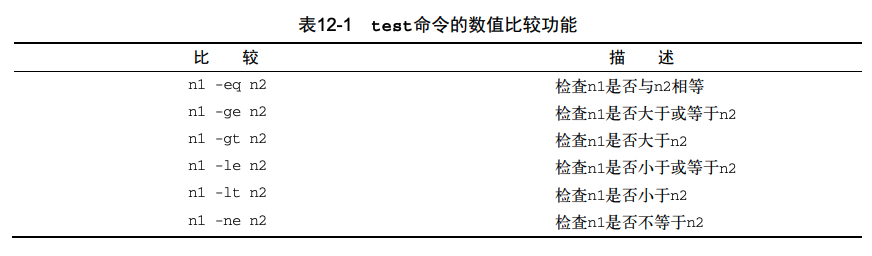 表12-1 test命令的数值比较功能
比 较 描 述
n1 -eq n2 检查n1是否与n2相等
n1 -ge n2 检查n1是否大于或等于n2
n1 -gt n2 检查n1是否大于n2
n1 -le n2 检查n1是否小于或等于n2
n1 -lt n2 检查n1是否小于n2
n1 -ne n2 检查n1是否不等于n2